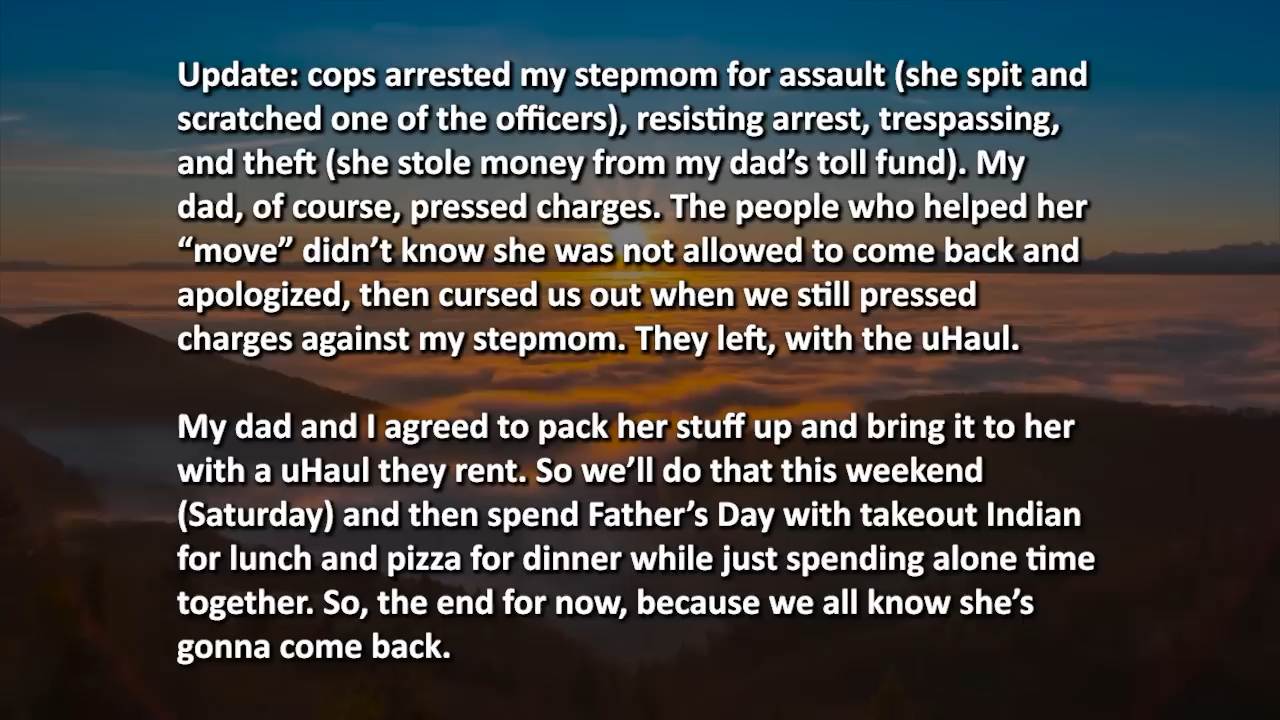 Update: cops arrested my stepmom for assault (she spit and
scratched one of the officers), resisting arrest, trespassing,
and theft (she stole money from my dad’s toll fund). My
dad, of course, pressed charges. The people who helped her
“move” didn’t know she was not allowed to come back and
apologized, then cursed us out when we still pressed
charges against my stepmom. They left, with the uHaul.
My dad and I agreed to pack her stuff up and bring it to her
with a uHaul they rent. So we’ll do that this weekend
(Saturday) and then spend Father’s Day with takeout Indian
for lunch and pizza for dinner while just spending alone time
together. So, the end for now, because we all know she’s
gonna come back.